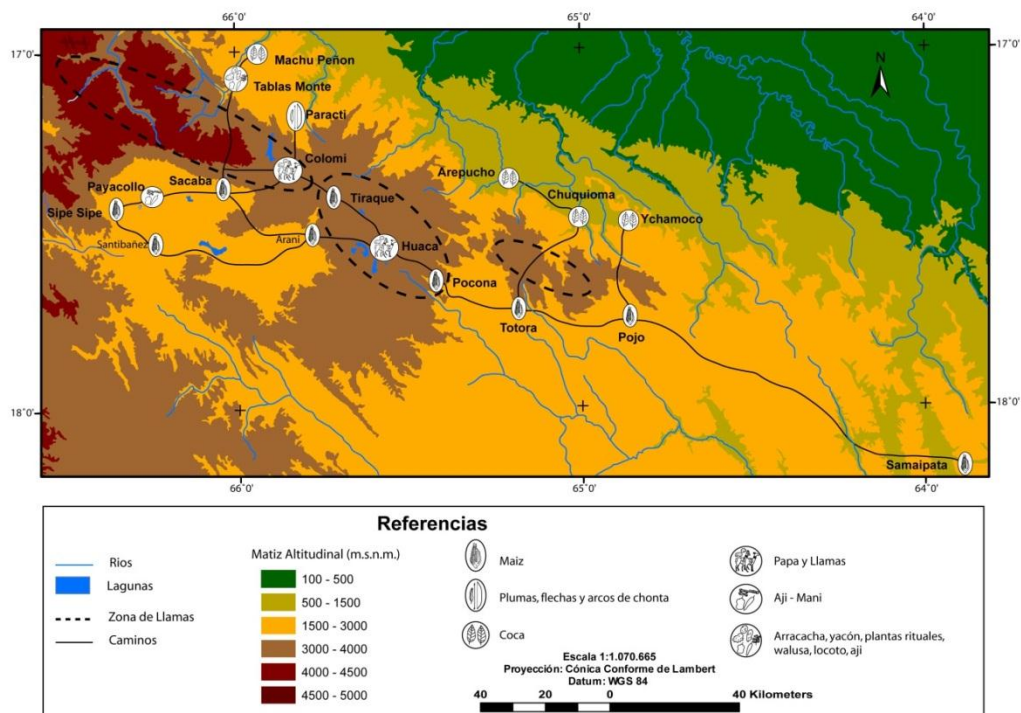 66˚0' 65˚0' 64˚0'
17˚0' 17˚0'
N
Machu Peñon
Tablas Monte
Paracti
Colomi
Arepucho
Payacollo
Sacaba
Tiraque
Chuquioma
Ychamoco
Sipe Sipe
Santibañez
Arani
Huaca
Pocona
Totora
Pojo
18˚0' 18˚0'
Samaipata
66˚0' 65˚0' 64˚0'
Referencias
Rios
Lagunas
Zona de Llamas
Caminos
Matiz Altitudinal (m.s.n.m.)
100 - 500
500 - 1500
1500 - 3000
3000 - 4000
4000 - 4500
4500 - 5000
Maiz
Plumas, flechas y arcos de chonta
Coca
Papa y Llamas
Aji - Mani
Arracacha, yacón, plantas rituales,
walusa, locoto, aji
Escala 1:1.070.665
Proyección: Cónica Conforme de Lambert
Datum: WGS 84
40 20 0 40 Kilometers